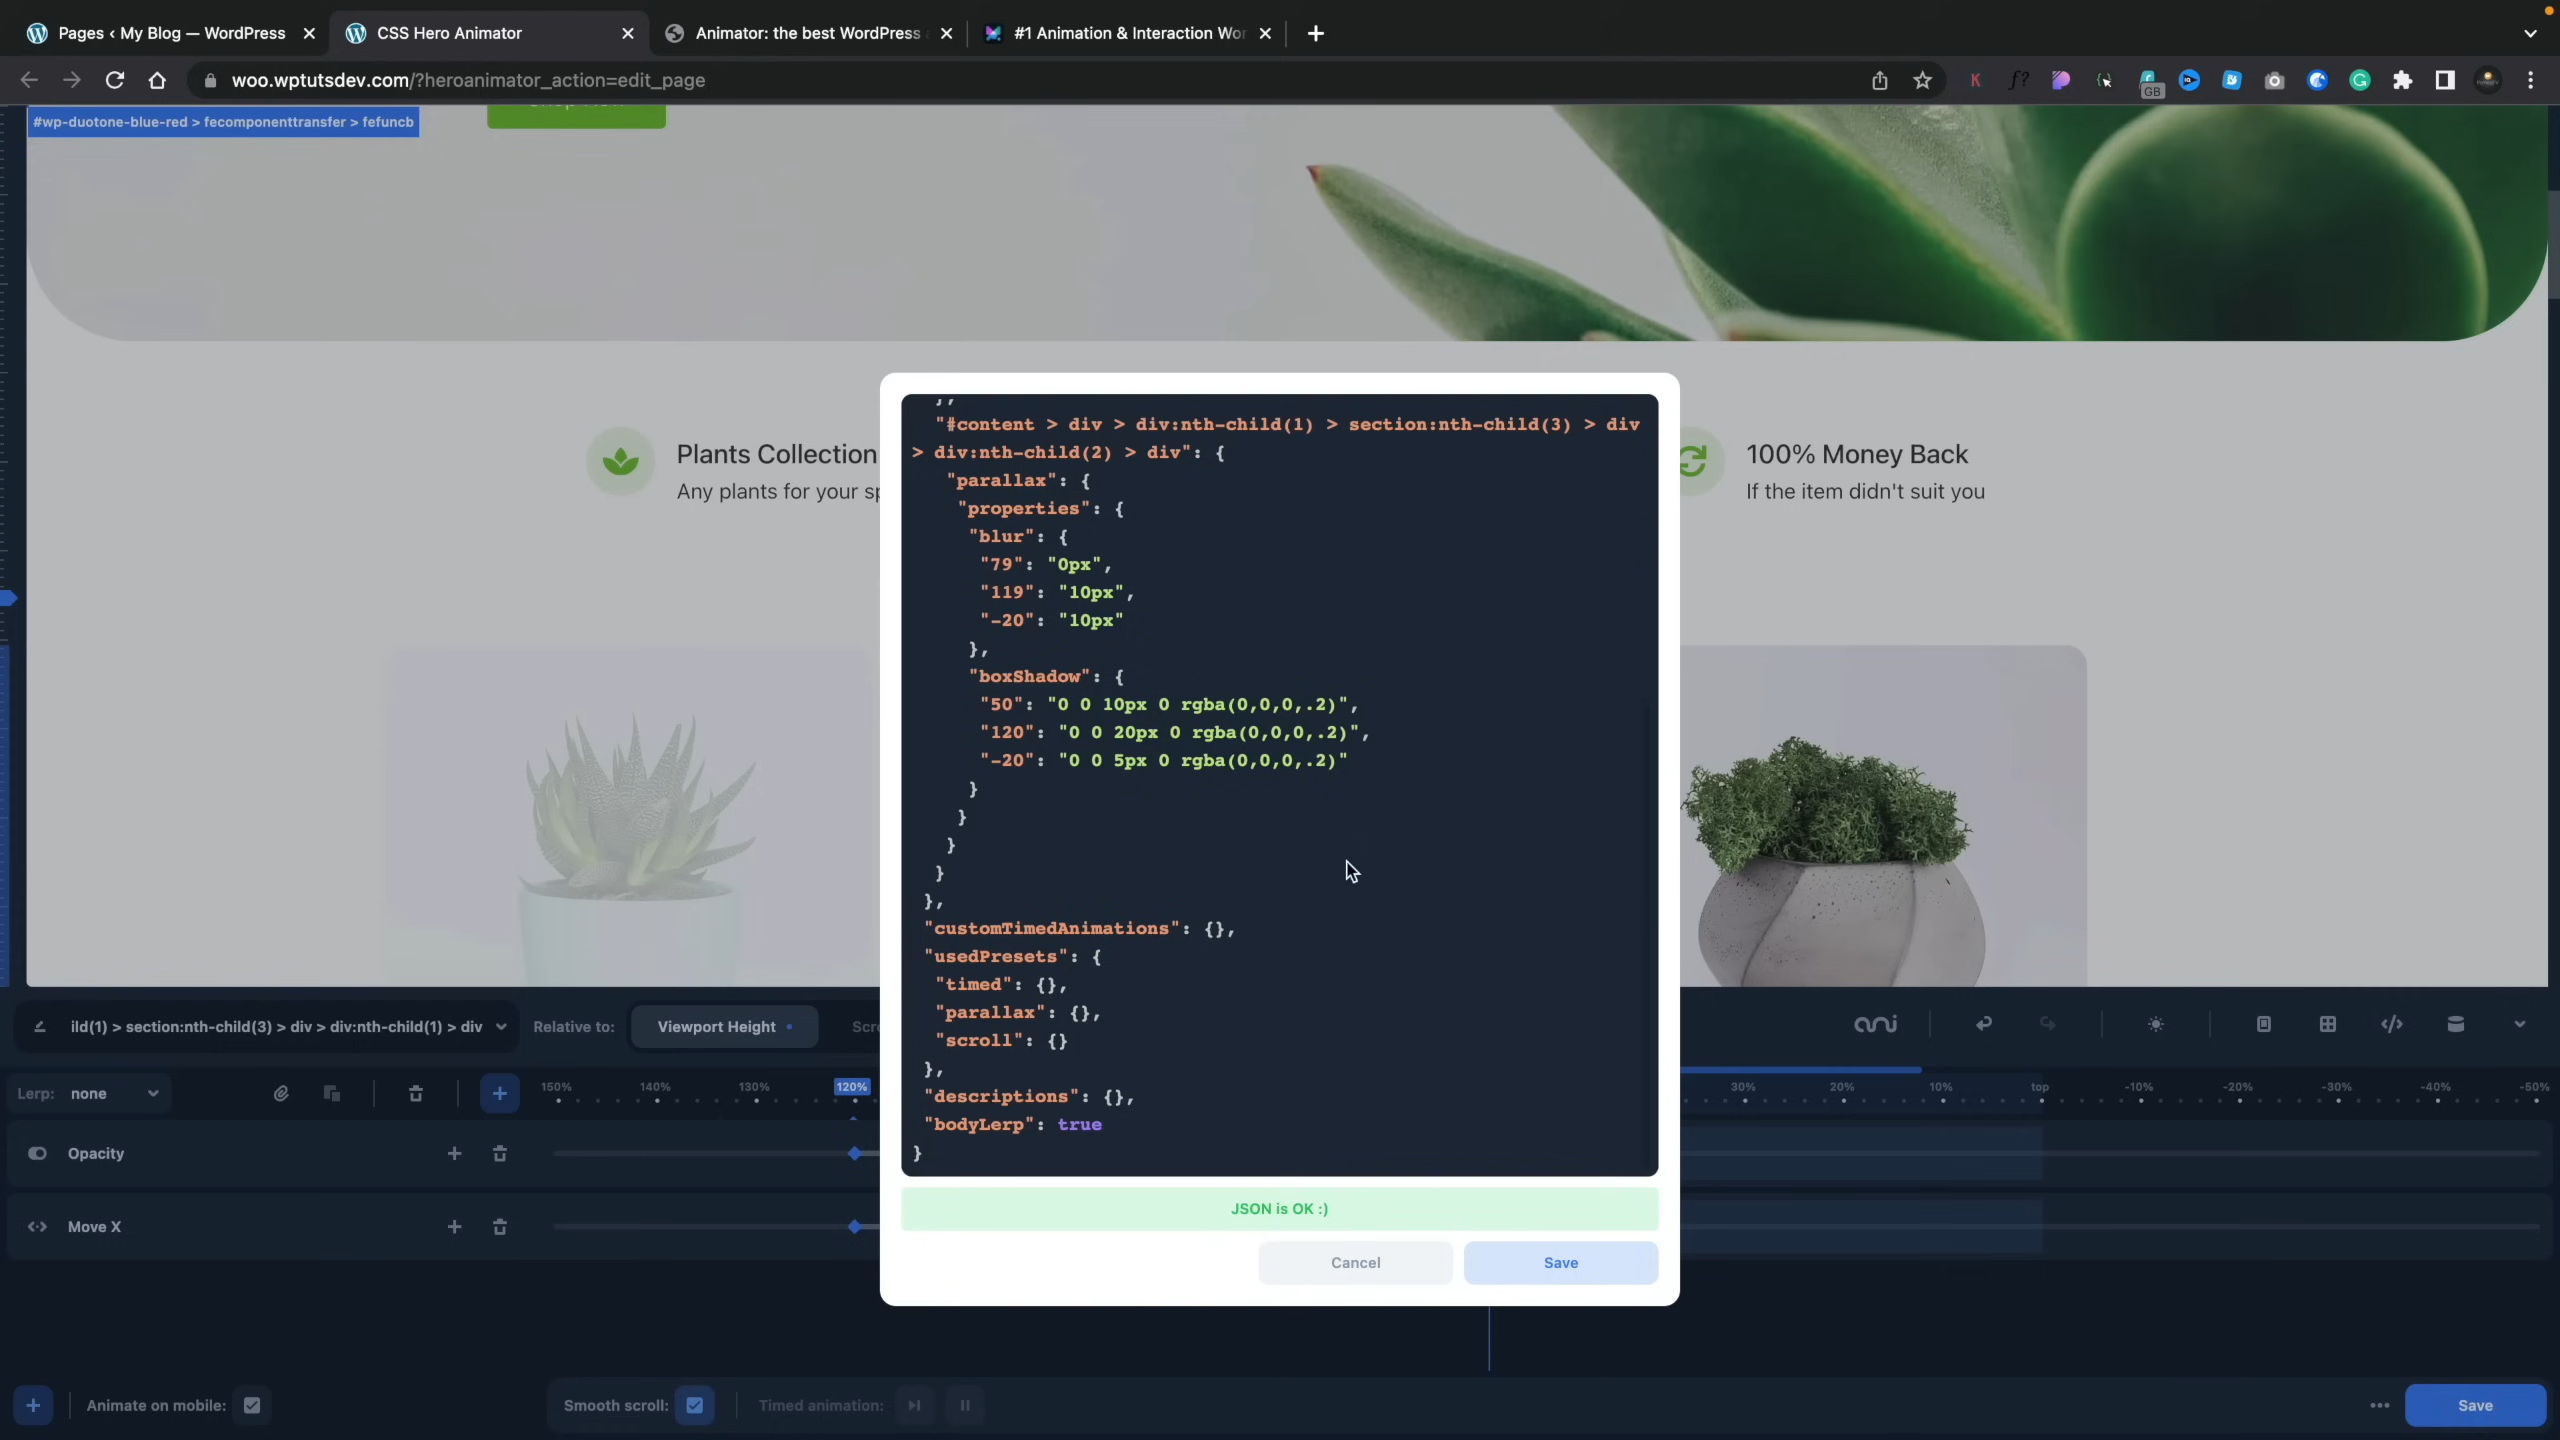 Pages ‹ My Blog — WordPress
CSS Hero Animator
Animator: the best WordPress
#1 Animation & Interaction Wor
woo.wptutsdev.com/?heroanimator_action=edit_page
GB
#wp-duotone-blue-red > fecomponenttransfer > fefuncb
Plants Collection
Any plants for your sp
100% Money Back
If the item didn't suit you
},
"#content > div > div:nth-child(1) > section:nth-child(3) > div
> div:nth-child(2) > div": {
"parallax": {
"properties": {
"blur": {
"79": "0px",
"119": "10px",
"-20": "10px"
},
"boxShadow": {
"50": "0 0 10px 0 rgba(0,0,0,.2)",
"120": "0 0 20px 0 rgba(0,0,0,.2)",
"-20": "0 0 5px 0 rgba(0,0,0,.2)"
}
}
}
}
},
"customTimedAnimations": {},
"usedPresets": {
"timed": {},
"parallax": {},
"scroll": {}
},
"descriptions": {},
"bodyLerp": true
}
JSON is OK :)
Cancel
Save
ild(1) > section:nth-child(3) > div > div:nth-child(1) > div
Relative to:
Viewport Height
Scr
ani
Lerp: none
150%
140%
130%
120%
30%
20%
10%
top
-10%
-20%
-30%
-40%
-50%
Opacity
Move X
Animate on mobile:
Smooth scroll:
Timed animation:
Save